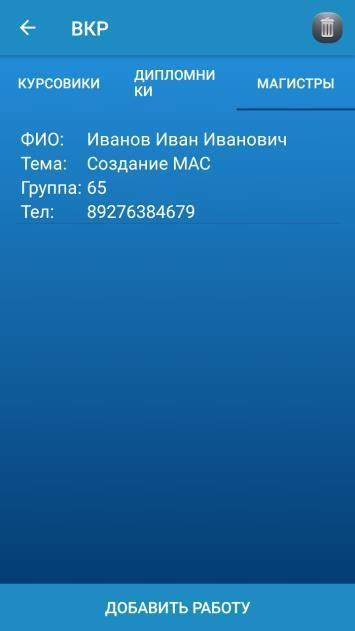 ВКР
КУРСОВИКИ
ДИПЛОМНИ
КИ
МАГИСТРЫ
ФИО: Иванов Иван Иванович
Тема: Создание МАС
Группа: 65
Тел: 89276384679
ДОБАВИТЬ РАБОТУ